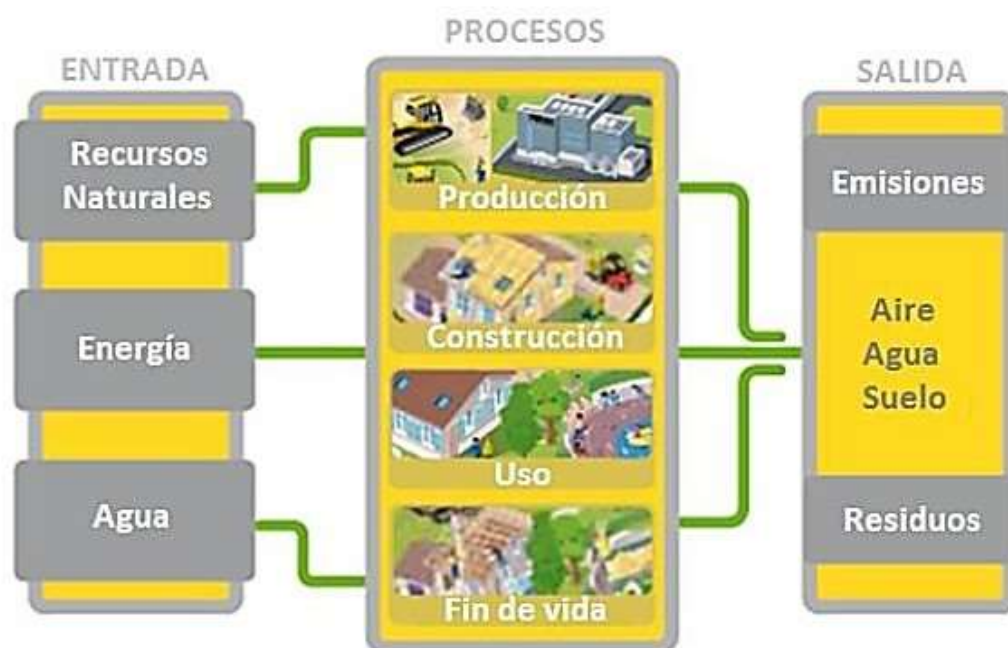 ENTRADA
Recursos
Naturales
Energía
Agua
PROCESOS
Producción
Construcción
Uso
Fin de vida
SALIDA
Emisiones
Aire
Agua
Suelo
Residuos